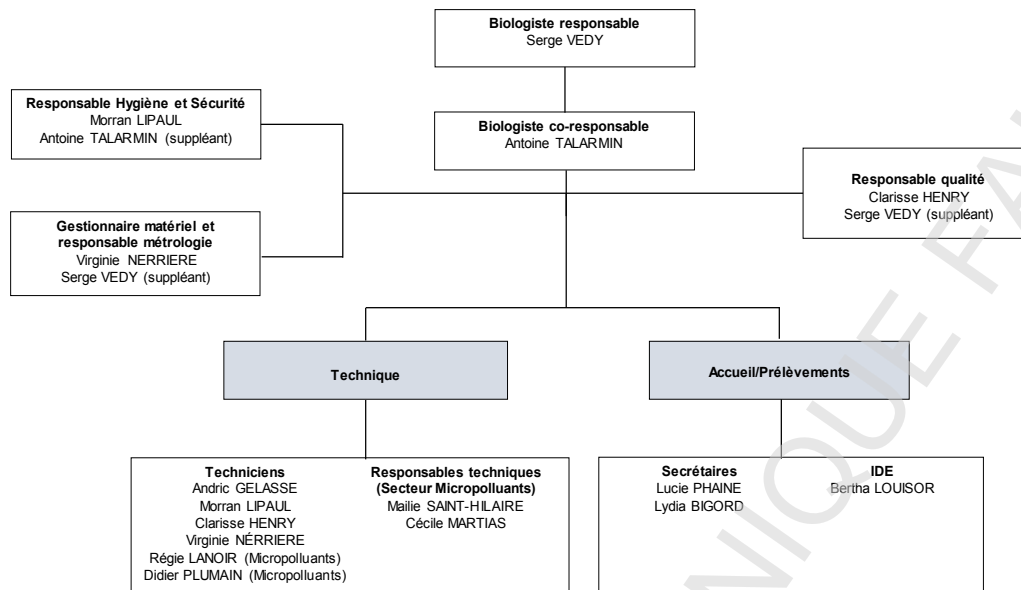 Biologiste responsable
Serge VEDY
Responsable Hygiène et Sécurité
Morran LIPAUL
Antoine TALARMIN (suppléant)
Biologiste co-responsable
Antoine TALARMIN
Responsable qualité
Clarisse HENRY
Serge VEDY (suppléant)
Gestionnaire matériel et
responsable métrologie
Virginie NERRIERE
Serge VEDY (suppléant)
Technique
Accueil/Prélèvements
Techniciens
Andric GELASSE
Morran LIPAUL
Clarisse HENRY
Virginie NÉRRIERE
Régie LANOIR (Micropolluants)
Didier PLUMAIN (Micropolluants)
Responsables techniques
(Secteur Micropolluants)
Mailie SAINT-HILAIRE
Cécile MARTIAS
Secrétaires
Lucie PHAINE
Lydia BIGORD
IDE
Bertha LOUISOR